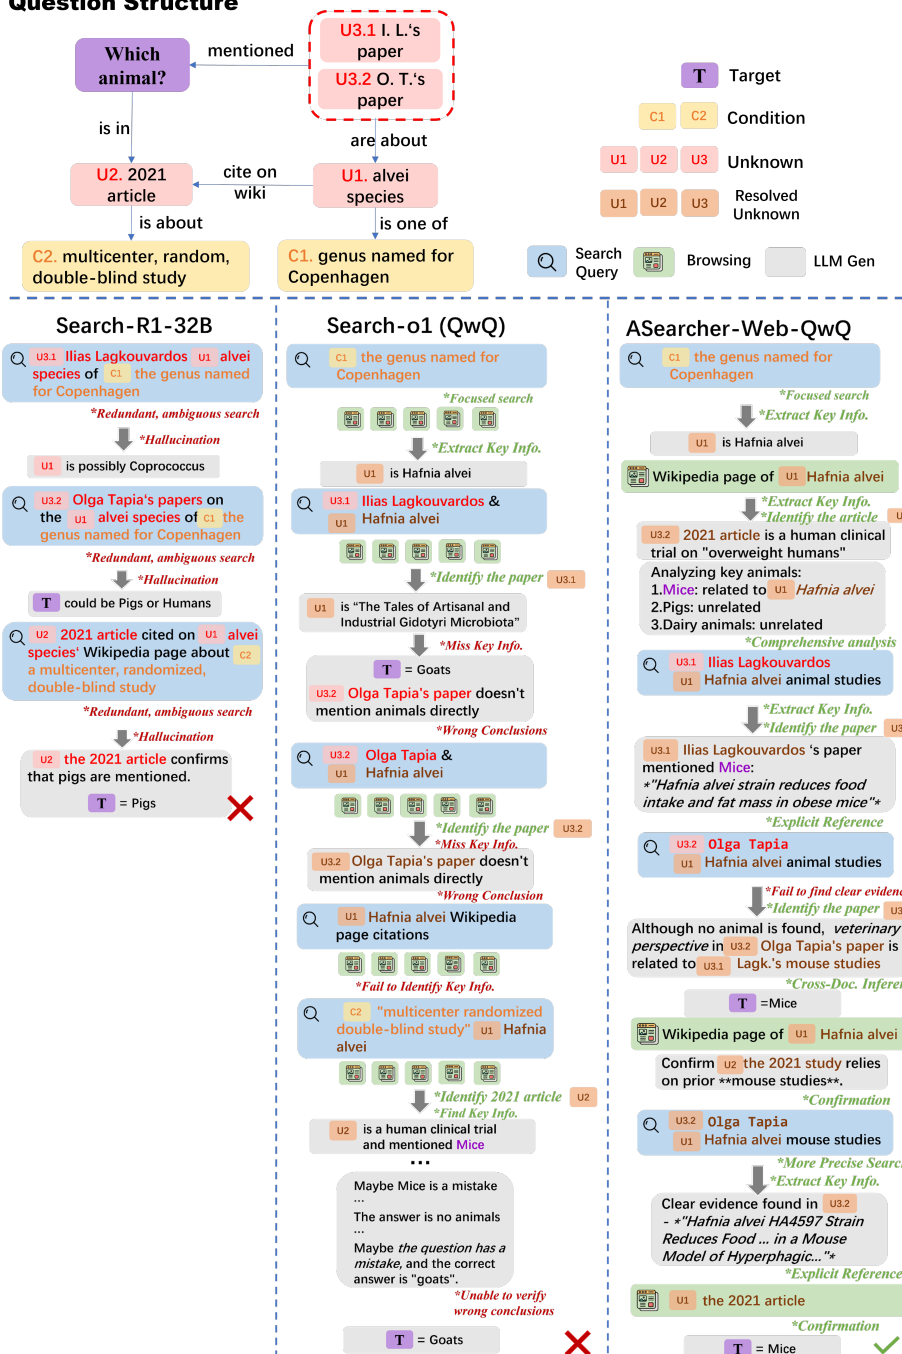 Question Structure
Which
animal?
mentioned
U3.1 I. L.'s
paper
U3.2 O. T.'s
paper
is in
are about
U2. 2021
article
cite on
wiki
U1. alvei
species
is about
is one of
C2. multicenter, random,
double-blind study
C1. genus named for
Copenhagen
T Target
C1 C2 Condition
U1 U2 U3 Unknown
U1 U2 U3 Resolved
Unknown
Search
Query
Browsing
LLM Gen
Search-R1-32B
U3.1 Ilias Lagkouvardos U1 alvei
species of C1 the genus named
for Copenhagen
*Redundant, ambiguous search
*Hallucination
U1 is possibly Coprococcus
U3.2 Olga Tapia's papers on
the U1 alvei species of C1 the
genus named for Copenhagen
*Redundant, ambiguous search
*Hallucination
T could be Pigs or Humans
U2 2021 article cited on U1 alvei
species' Wikipedia page about C2
a multicenter, randomized,
double-blind study
*Redundant, ambiguous search
*Hallucination
U2 the 2021 article confirms
that pigs are mentioned.
T = Pigs
Search-o1 (QwQ)
C1 the genus named for
Copenhagen
*Focused search
*Extract Key Info.
U1 is Hafnia alvei
U3.1 Ilias Lagkouvardos &
U1 Hafnia alvei
*Identify the paper U3.1
U1 is "The Tales of Artisanal and
Industrial Gidotyri Microbiota"
*Miss Key Info.
T = Goats
U3.2 Olga Tapia's paper doesn't
mention animals directly
*Wrong Conclusions
U3.2 Olga Tapia &
U1 Hafnia alvei
*Identify the paper U3.2
*Miss Key Info.
U3.2 Olga Tapia's paper doesn't
mention animals directly
*Wrong Conclusion
U1 Hafnia alvei Wikipedia
page citations
*Fail to Identify Key Info.
C2 "multicenter randomized
double-blind study" U1 Hafnia
alvei
*Identify 2021 article U2
*Find Key Info.
U2 is a human clinical trial
and mentioned Mice
...
Maybe Mice is a mistake
...
The answer is no animals
...
Maybe the question has a
mistake, and the correct
answer is "goats".
*Unable to verify
wrong conclusions
T = Goats
ASearcher-Web-QwQ
C1 the genus named for
Copenhagen
*Focused search
*Extract Key Info.
U1 is Hafnia alvei
Wikipedia page of U1 Hafnia alvei
*Extract Key Info.
*Identify the article
U3.2 2021 article is a human clinical
trial on "overweight humans"
Analyzing key animals:
1.Mice: related to U1 Hafnia alvei
2.Pigs: unrelated
3.Dairy animals: unrelated
*Comprehensive analysis
U3.1 Ilias Lagkouvardos
U1 Hafnia alvei animal studies
*Extract Key Info.
*Identify the paper
U3.1 Ilias Lagkouvardos 's paper
mentioned Mice:
*"Hafnia alvei strain reduces food
intake and fat mass in obese mice"*
*Explicit Reference
U3.2 Olga Tapia
U1 Hafnia alvei animal studies
*Fail to find clear evidenc
*Identify the paper
Although no animal is found, veterinary
perspective in U3.2 Olga Tapia's paper is
related to U3.1 Lagk.'s mouse studies
*Cross-Doc. Infere
T =Mice
Wikipedia page of U1 Hafnia alvei
Confirm U2 the 2021 study relies
on prior **mouse studies**.
*Confirmation
U3.2 Olga Tapia
U1 Hafnia alvei mouse studies
*More Precise Searc
*Extract Key Info.
Clear evidence found in U3.2
- *"Hafnia alvei HA4597 Strain
Reduces Food ... in a Mouse
Model of Hyperphagic..."*
*Explicit Reference
U1 the 2021 article
*Confirmation
T = Mice